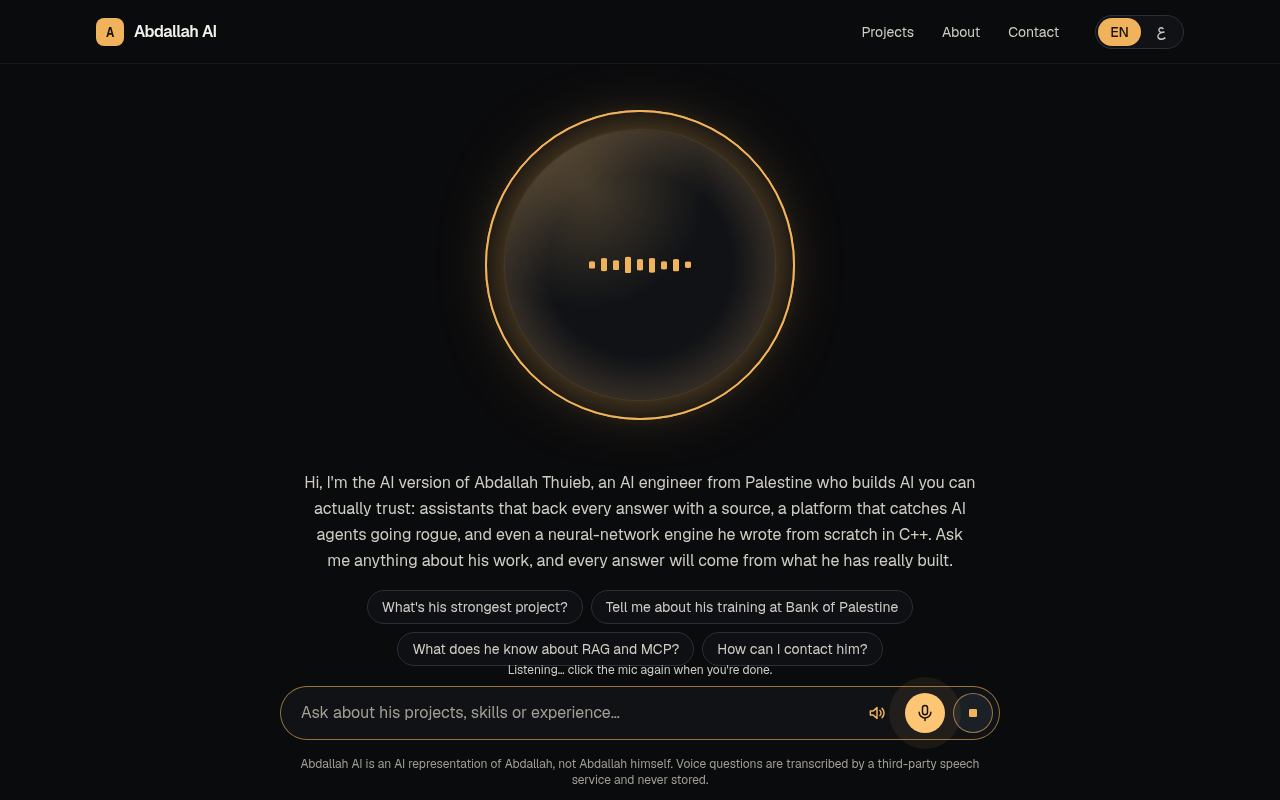 A Abdallah AI Projects About Contact EN ع
Hi, I'm the AI version of Abdallah Thuieb, an AI engineer from Palestine who builds AI you can
actually trust: assistants that back every answer with a source, a platform that catches AI
agents going rogue, and even a neural-network engine he wrote from scratch in C++. Ask
me anything about his work, and every answer will come from what he has really built.
What's his strongest project? Tell me about his training at Bank of Palestine
What does he know about RAG and MCP? How can I contact him?
Listening… click the mic again when you're done.
Ask about his projects, skills or experience…
Abdallah AI is an AI representation of Abdallah, not Abdallah himself. Voice questions are transcribed by a third-party speech
service and never stored.